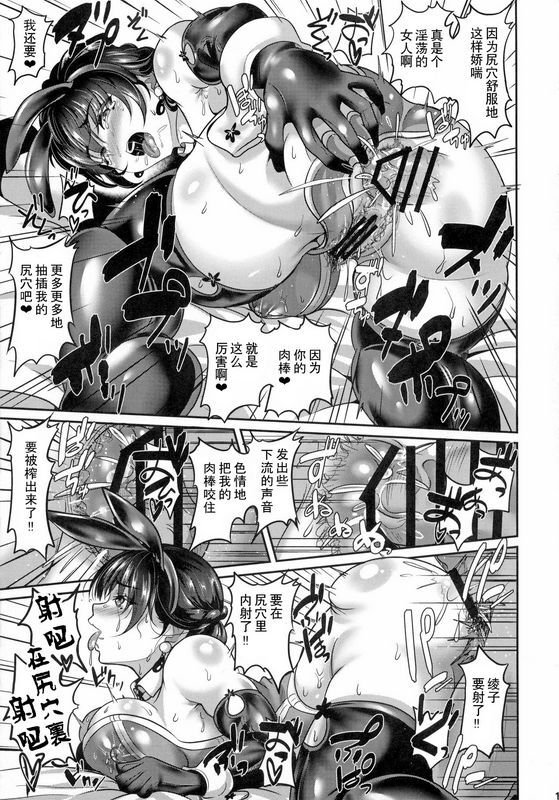 因为尻穴舒服地
这样娇喘
真是个
淫荡的
女人啊
我还要♥
更多更多地
抽插我的
尻穴吧♥
因为
你的
肉棒♥
就是
这么
厉害啊♥
发出些
下流的声音
色情地
把我的
肉棒咬住
要被榨出来了!!
绫子
要射了!!
要在
尻穴里
内射了!!
射吧
在尻穴裏
射吧